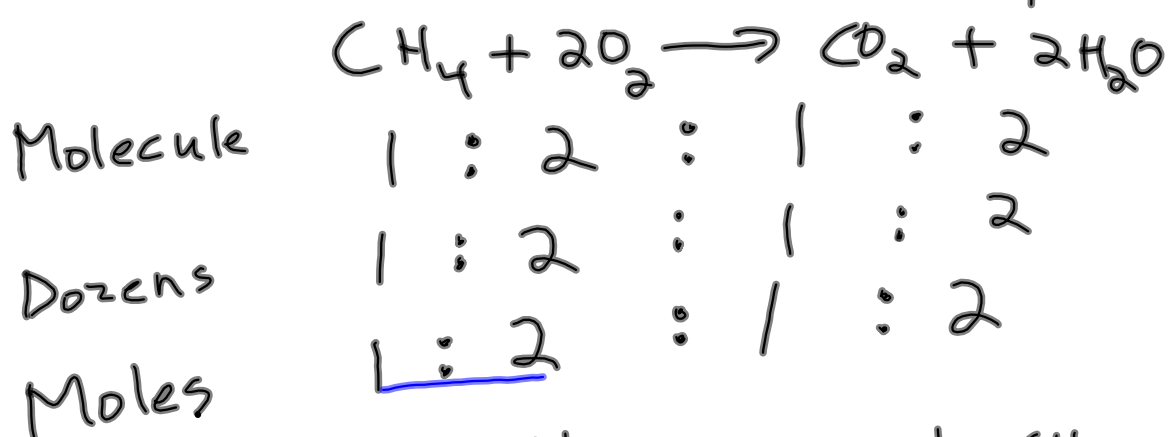 CH₄ + 2O₂ → CO₂ + 2H₂O
Molecule 1 : 2 : 1 : 2
Dozens 1 : 2 : 1 : 2
Moles 1 : 2 : 1 : 2